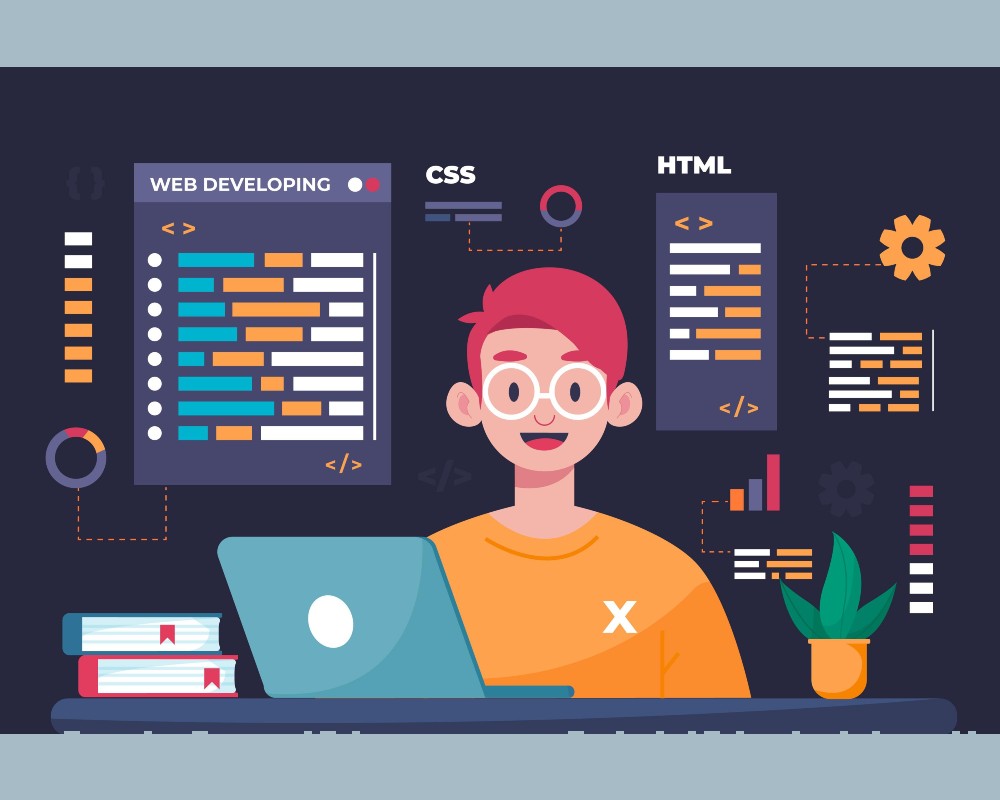 WEB DEVELOPING
< >
</>
CSS
HTML
< >
</>
{ }
</>
X